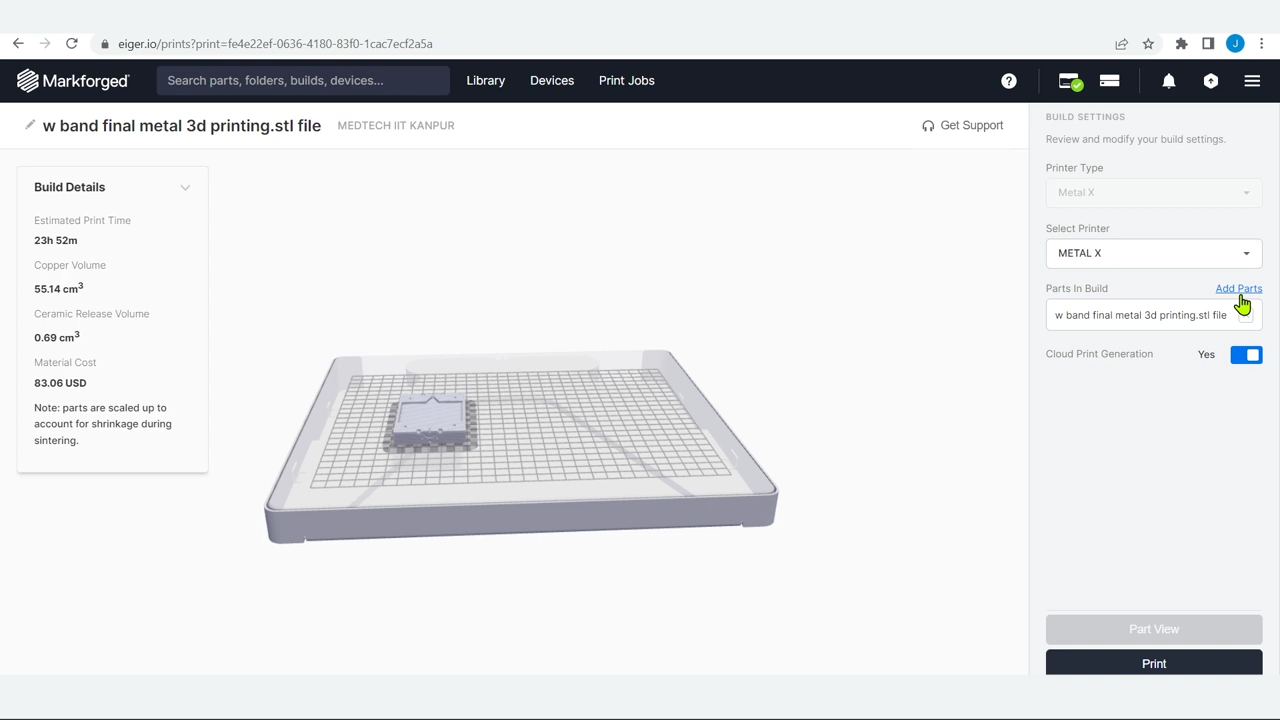 eiger.io/prints?print=fe4e22ef-0636-4180-83f0-1cac7ecf2a5a
J
Markforged
Search parts, folders, builds, devices...
Library
Devices
Print Jobs
w band final metal 3d printing.stl file
MEDTECH IIT KANPUR
Get Support
Build Details
Estimated Print Time
23h 52m
Copper Volume
55.14 cm³
Ceramic Release Volume
0.69 cm³
Material Cost
83.06 USD
Note: parts are scaled up to
account for shrinkage during
sintering.
BUILD SETTINGS
Review and modify your build settings.
Printer Type
Metal X
Select Printer
METAL X
Parts In Build
Add Parts
w band final metal 3d printing.stl file
Cloud Print Generation
Yes
Part View
Print